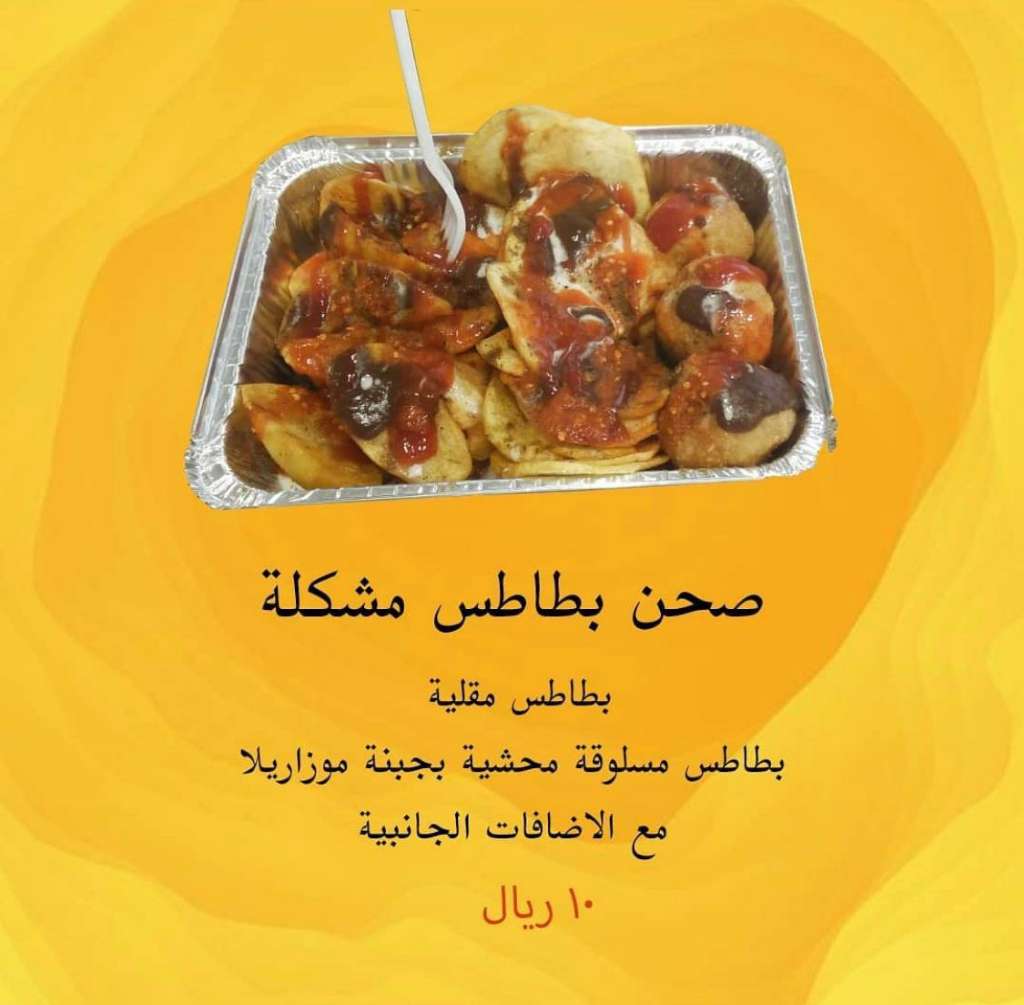 صحن بطاطس مشكلة
بطاطس مقلية
بطاطس مسلوقة محشية بجبنة موزاريلا
مع الاضافات الجانبية
١٠ ريال